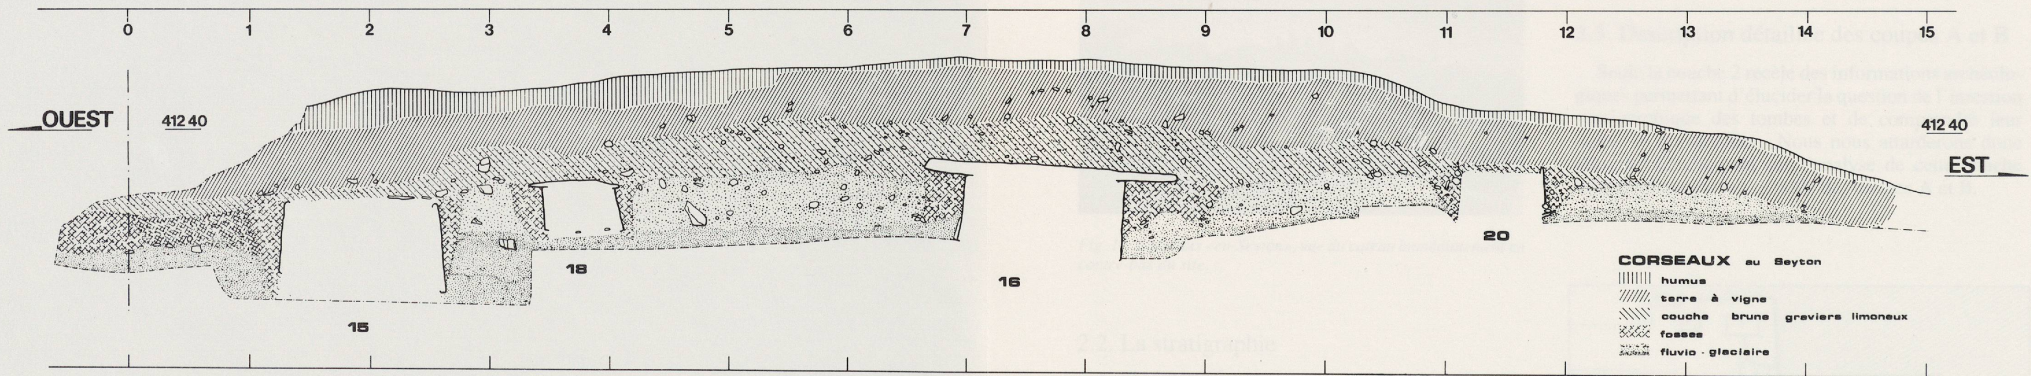 0 1 2 3 4 5 6 7 8 9 10 11 12 13 14 15
OUEST 412 40
412 40
EST
15
18
16
20
CORSEAUX au Seyton
humus
terre à vigne
couche brune graviers limoneux
fosses
fluvio-glaciaire
2.2. La stratigraphie